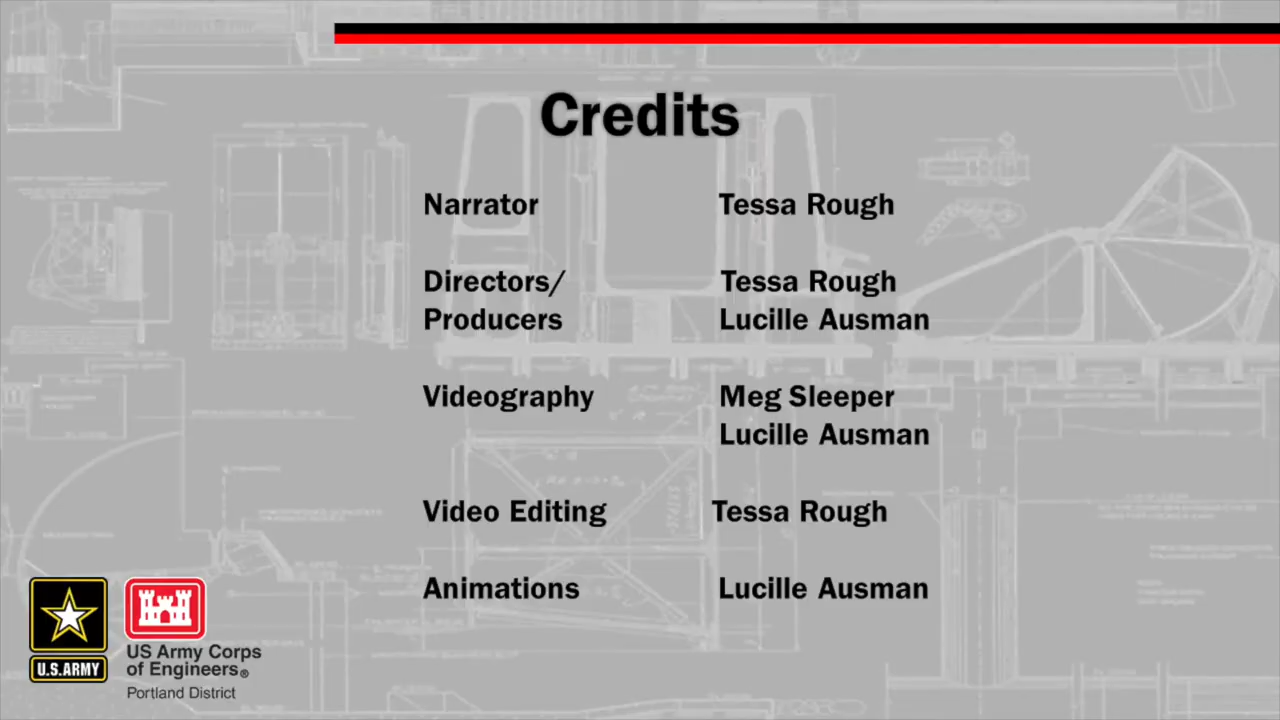 Credits
Narrator Tessa Rough
Directors/ Tessa Rough
Producers Lucille Ausman
Videography Meg Sleeper
Lucille Ausman
Video Editing Tessa Rough
Animations Lucille Ausman
U.S.ARMY
US Army Corps
of Engineers®
Portland District